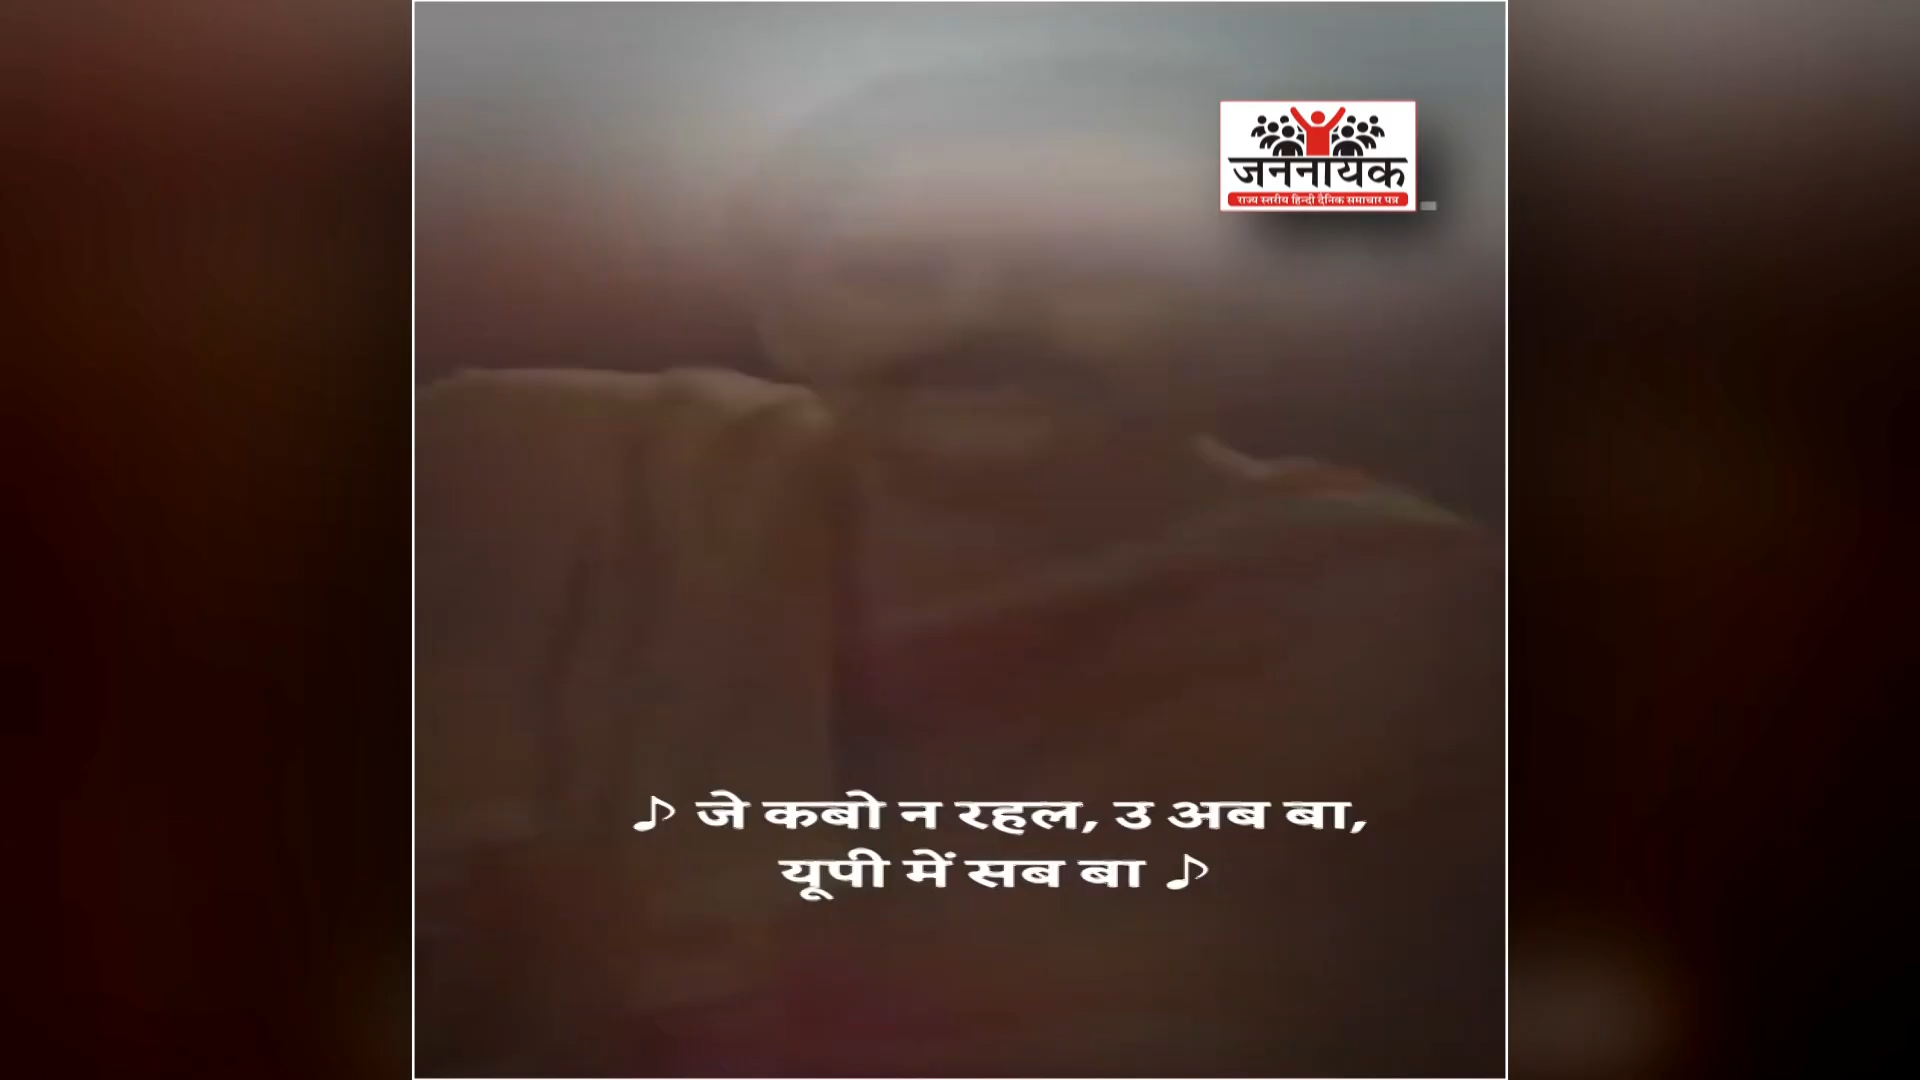 जननायक
राज्य स्तरीय हिन्दी दैनिक समाचार पत्र
♪ जे कबो न रहल, उ अब बा,
यूपी में सब बा ♪